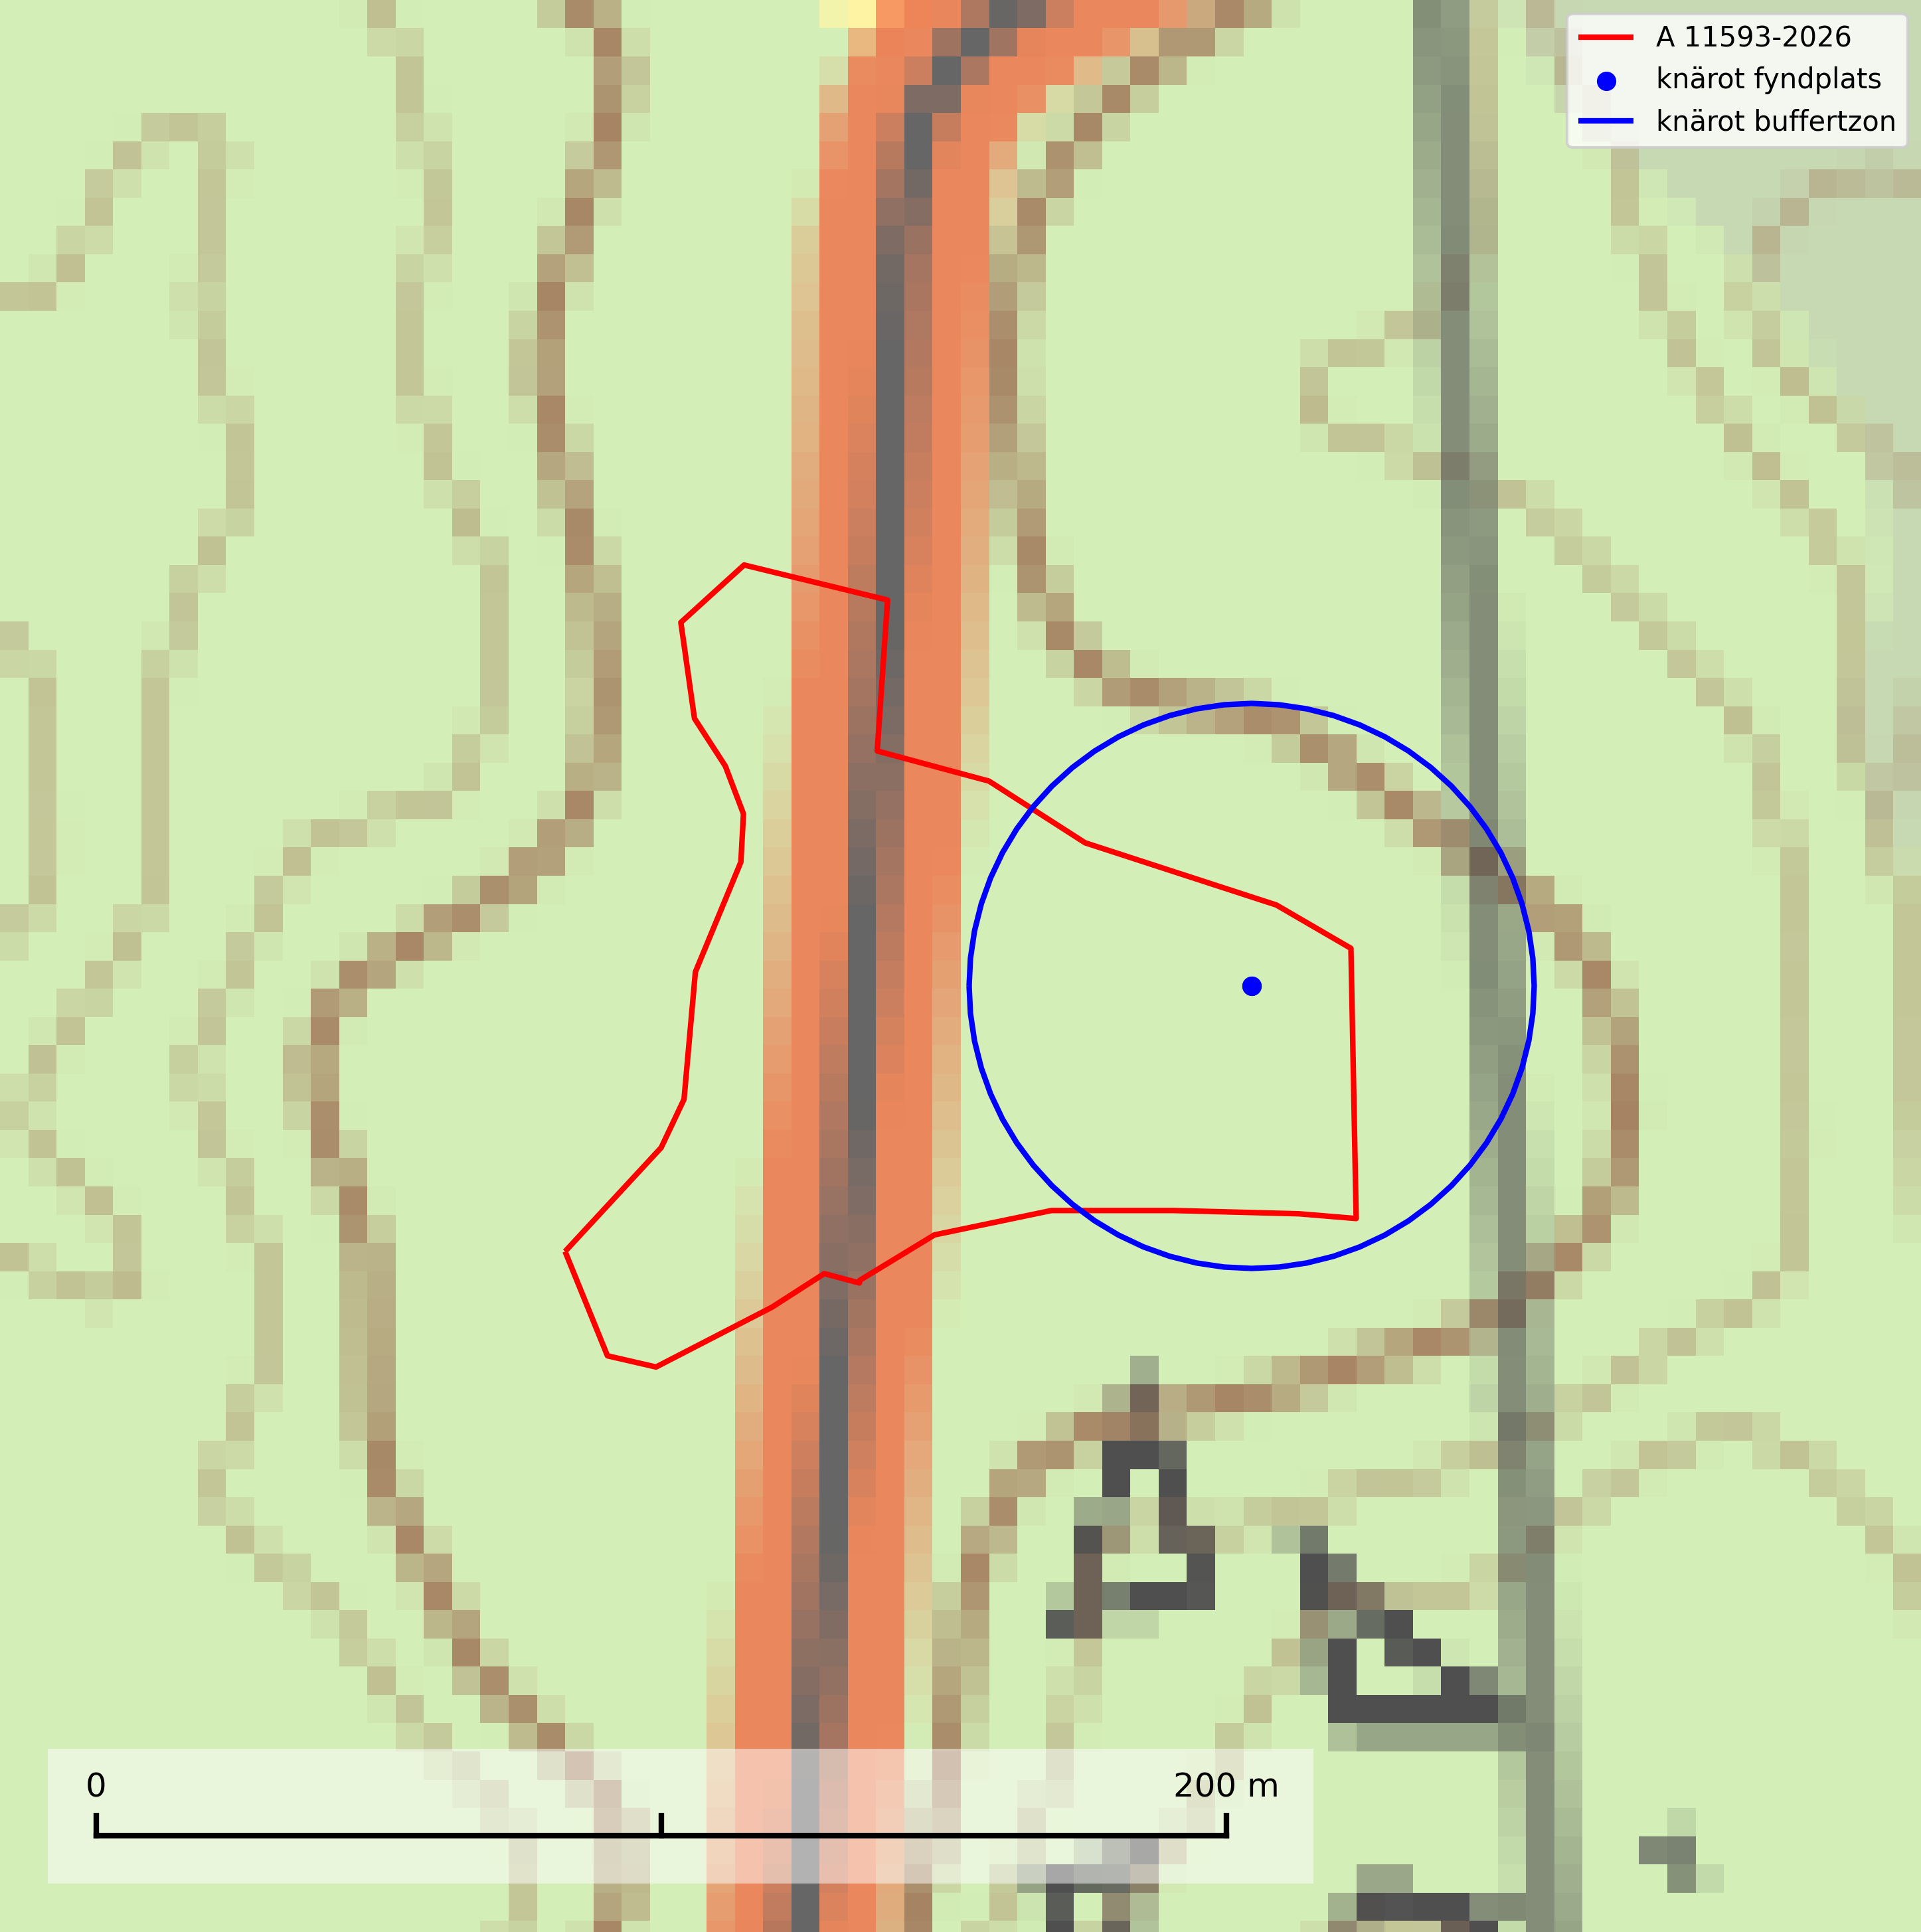 A 11593-2026
knärot fyndplats
knärot buffertzon
0
200 m